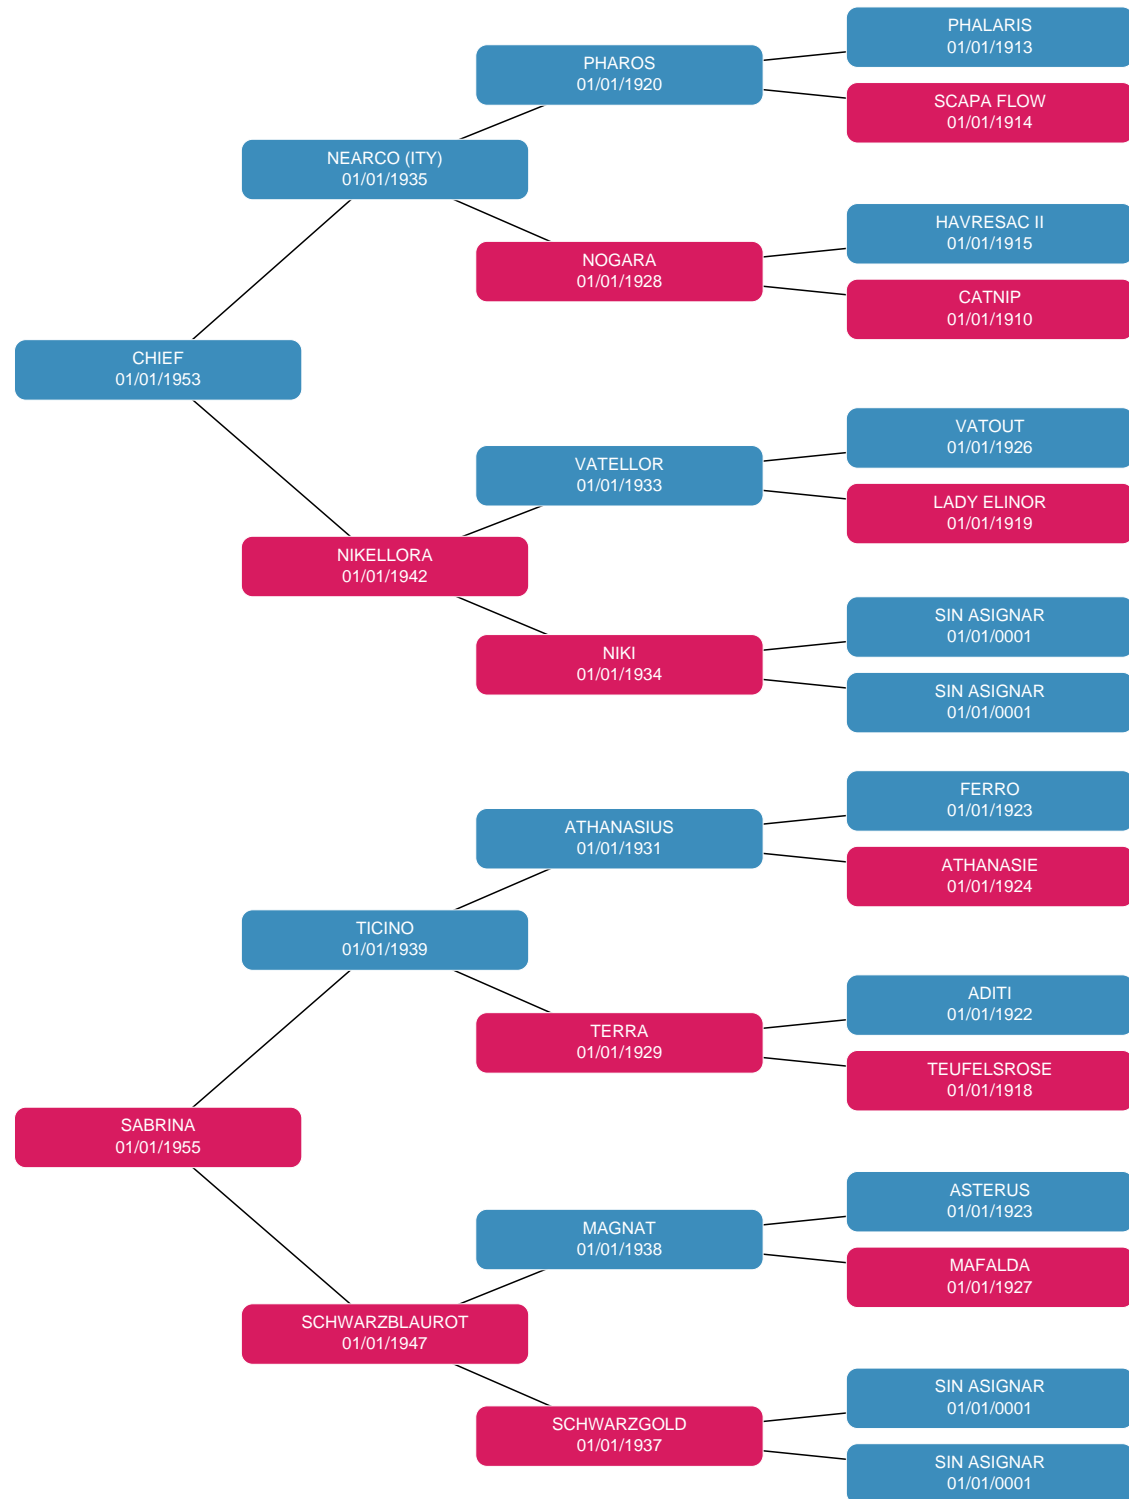 PHALARIS
01/01/1913
PHAROS
01/01/1920
SCAPA FLOW
01/01/1914
NEARCO (ITY)
01/01/1935
HAVRESAC II
01/01/1915
NOGARA
01/01/1928
CATNIP
01/01/1910
CHIEF
01/01/1953
VATOUT
01/01/1926
VATELLOR
01/01/1933
LADY ELINOR
01/01/1919
NIKELLORA
01/01/1942
SIN ASIGNAR
01/01/0001
NIKI
01/01/1934
SIN ASIGNAR
01/01/0001
FERRO
01/01/1923
ATHANASIUS
01/01/1931
ATHANASIE
01/01/1924
TICINO
01/01/1939
ADITI
01/01/1922
TERRA
01/01/1929
TEUFELSROSE
01/01/1918
SABRINA
01/01/1955
ASTERUS
01/01/1923
MAGNAT
01/01/1938
MAFALDA
01/01/1927
SCHWARZBLAUROT
01/01/1947
SIN ASIGNAR
01/01/0001
SCHWARZGOLD
01/01/1937
SIN ASIGNAR
01/01/0001